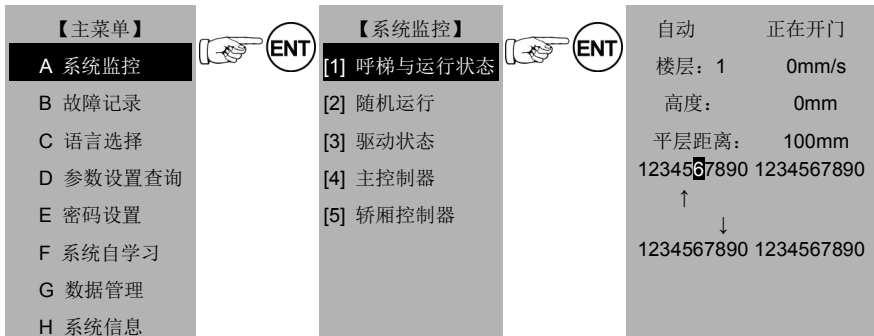 【主菜单】
A 系统监控
B 故障记录
C 语言选择
D 参数设置查询
E 密码设置
F 系统自学习
G 数据管理
H 系统信息
ENT
【系统监控】
[1] 呼梯与运行状态
[2] 随机运行
[3] 驱动状态
[4] 主控制器
[5] 轿厢控制器
ENT
自动 正在开门
楼层：1 0mm/s
高度： 0mm
平层距离： 100mm
1234567890 1234567890
↑
↓
1234567890 1234567890